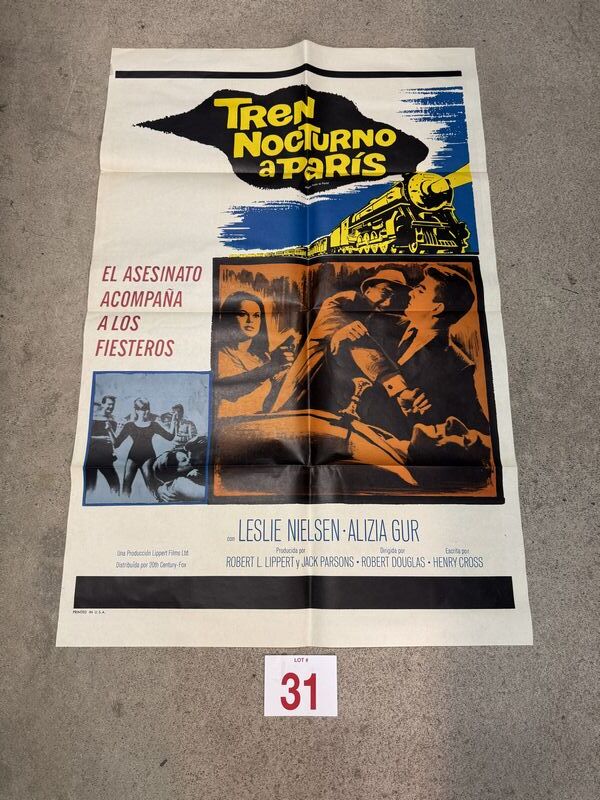 TREN
NOCTURNO
a PARÍS
EL ASESINATO
ACOMPAÑA
A LOS
FIESTEROS
con LESLIE NIELSEN · ALIZIA GUR
Una Producción Lippert Films Ltd.
Distribuída por 20th Century-Fox
Producida por
ROBERT L. LIPPERT y JACK PARSONS •
Dirigida por
ROBERT DOUGLAS •
Escrita por
HENRY CROSS
PRINTED IN U.S.A.
LOT #
31